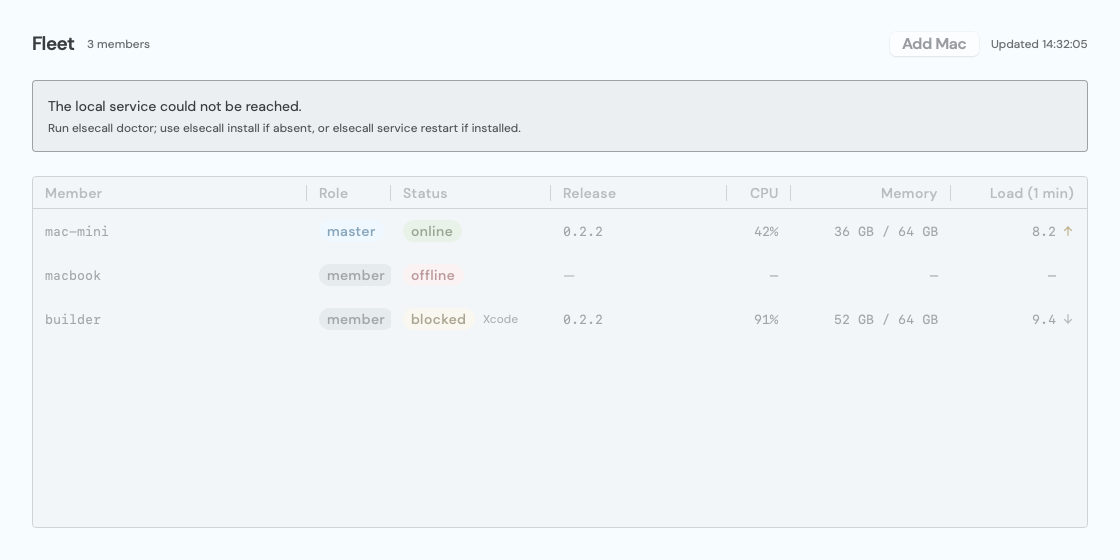 Fleet 3 members Add Mac Updated 14:32:05
The local service could not be reached.
Run elsecall doctor; use elsecall install if absent, or elsecall service restart if installed.
Member Role Status Release CPU Memory Load (1 min)
mac-mini master online 0.2.2 42% 36 GB / 64 GB 8.2 ↑
macbook member offline — — — —
builder member blocked Xcode 0.2.2 91% 52 GB / 64 GB 9.4 ↓